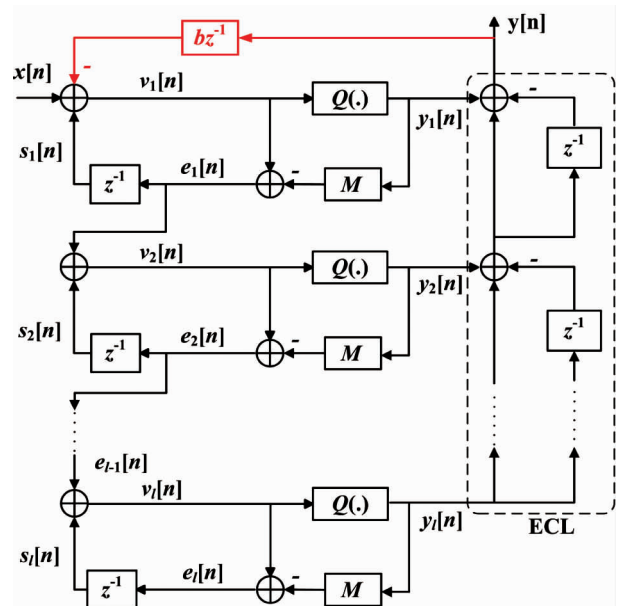 bz⁻¹
y[n]
-
x[n]
v₁[n]
Q(.)
y₁[n]
-
z⁻¹
s₁[n]
z⁻¹
e₁[n]
-
M
v₂[n]
Q(.)
y₂[n]
-
z⁻¹
s₂[n]
z⁻¹
e₂[n]
-
M
eₗ₋₁[n]
vₗ[n]
Q(.)
yₗ[n]
ECL
sₗ[n]
z⁻¹
eₗ[n]
-
M